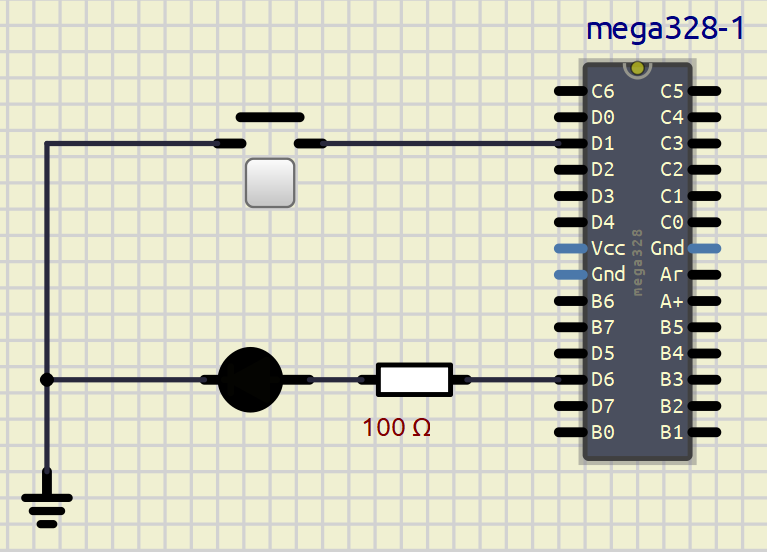 mega328-1
C6 C5
D0 C4
D1 C3
D2 C2
D3 C1
D4 C0
Vcc Gnd
Gnd Ar
B6 A+
B7 B5
D5 B4
D6 B3
D7 B2
B0 B1
mega328
100 Ω